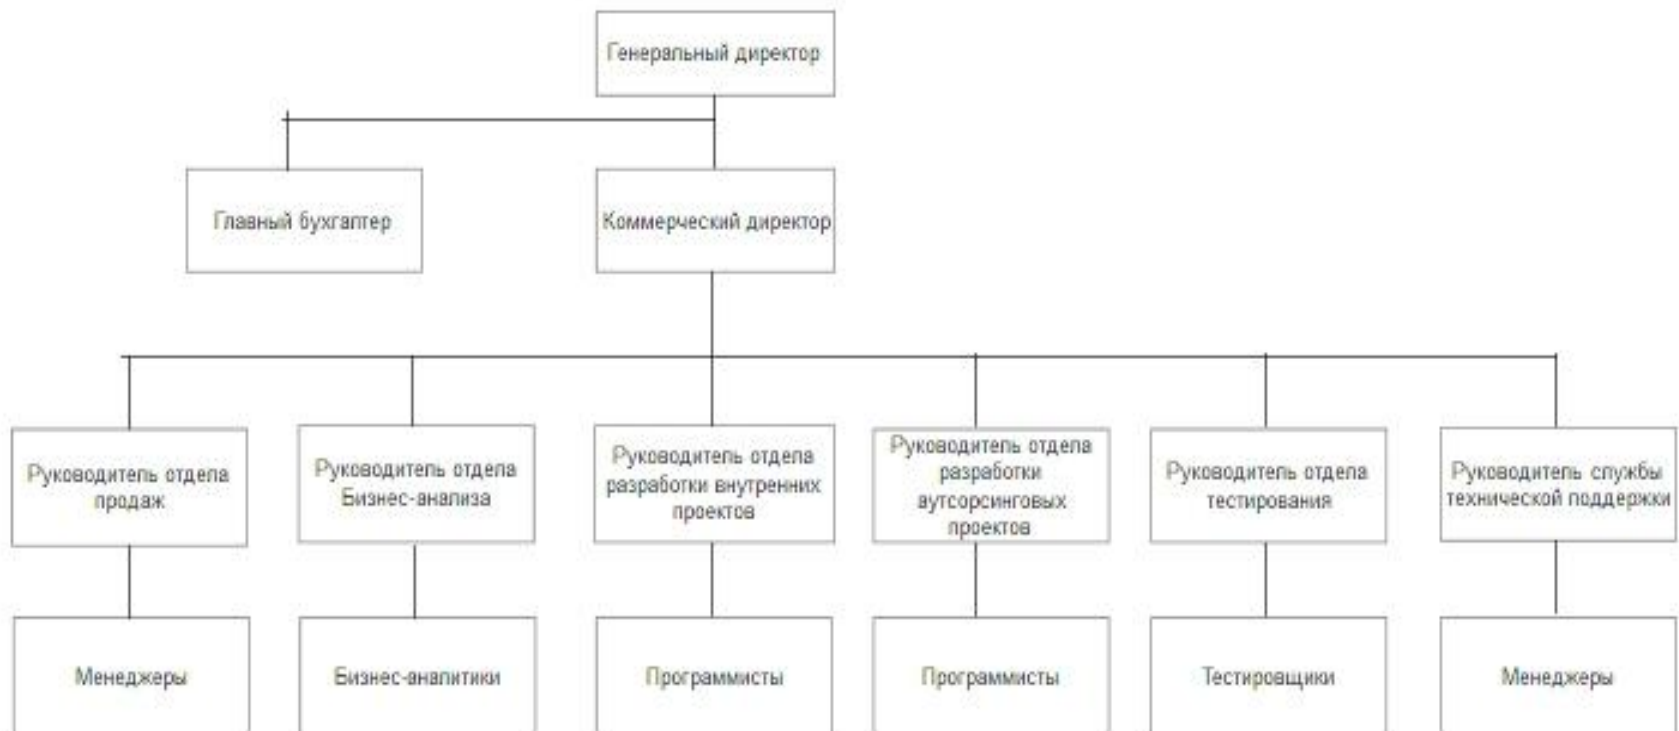 Генеральный директор
Главный бухгалтер
Коммерческий директор
Руководитель отдела
продаж
Руководитель отдела
Бизнес-анализа
Руководитель отдела
разработки внутренних
проектов
Руководитель отдела
разработки
аутсорсинговых
проектов
Руководитель отдела
тестирования
Руководитель службы
технической поддержки
Менеджеры
Бизнес-аналитики
Программисты
Программисты
Тестировщики
Менеджеры